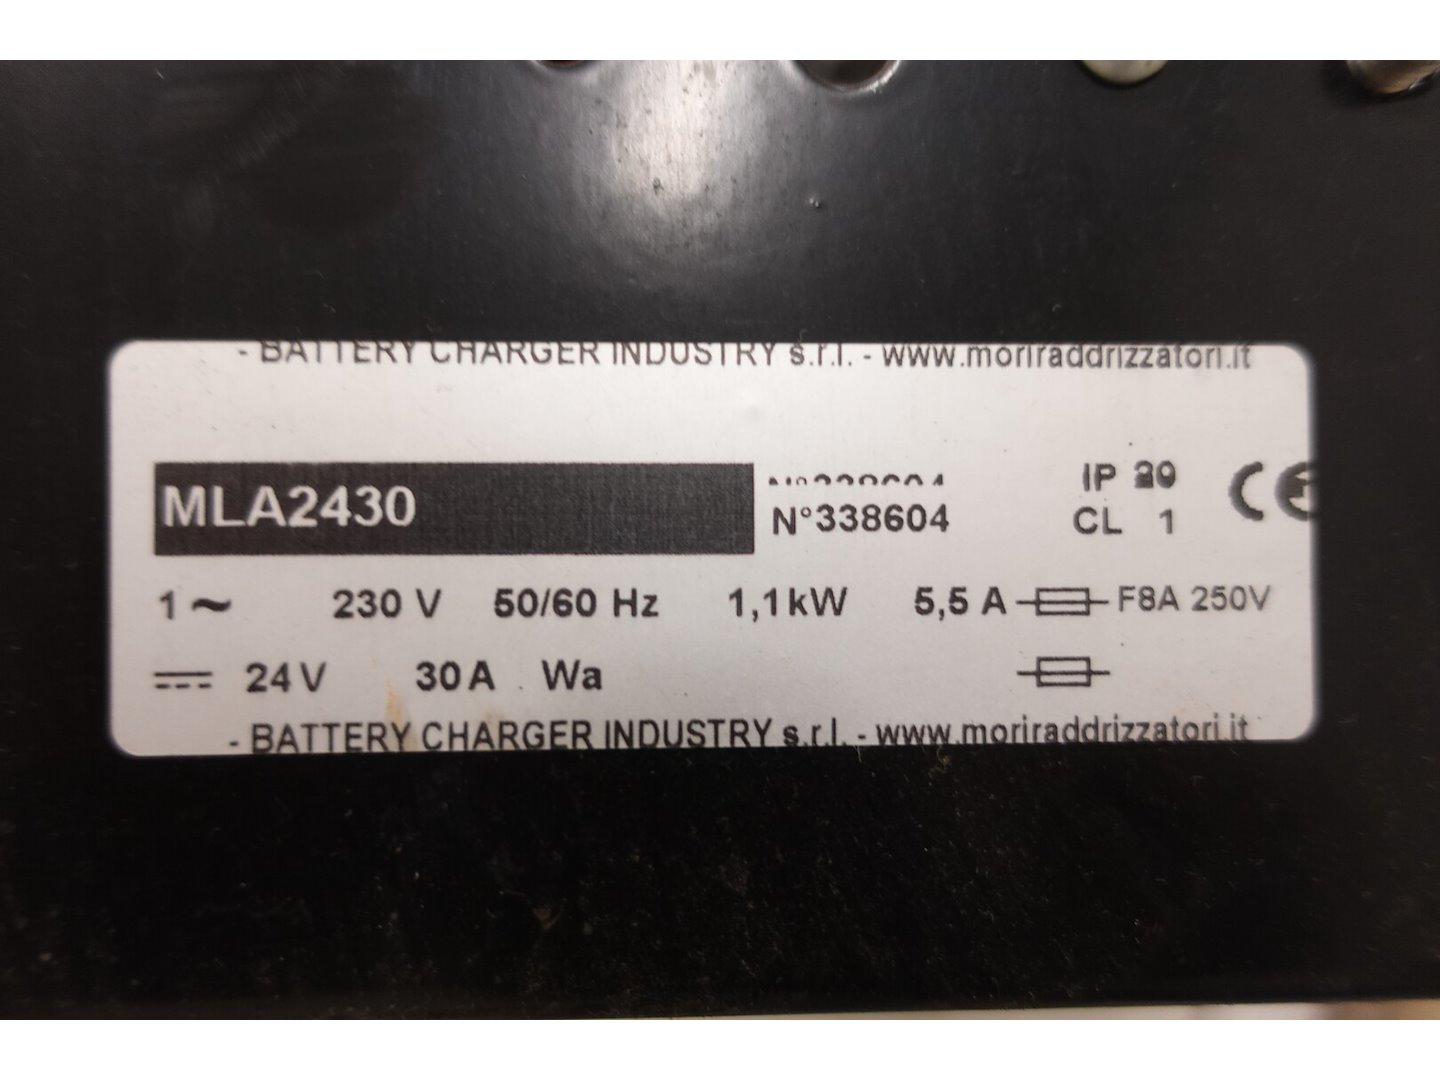 - BATTERY CHARGER INDUSTRY s.r.l. - www.moriraddrizzatori.it
MLA2430
N°338604
N°338604
IP 20
CL 1
CE
1~ 230 V 50/60 Hz 1,1kW 5,5 A F8A 250V
24V 30A Wa
- BATTERY CHARGER INDUSTRY s.r.l. - www.moriraddrizzatori.it